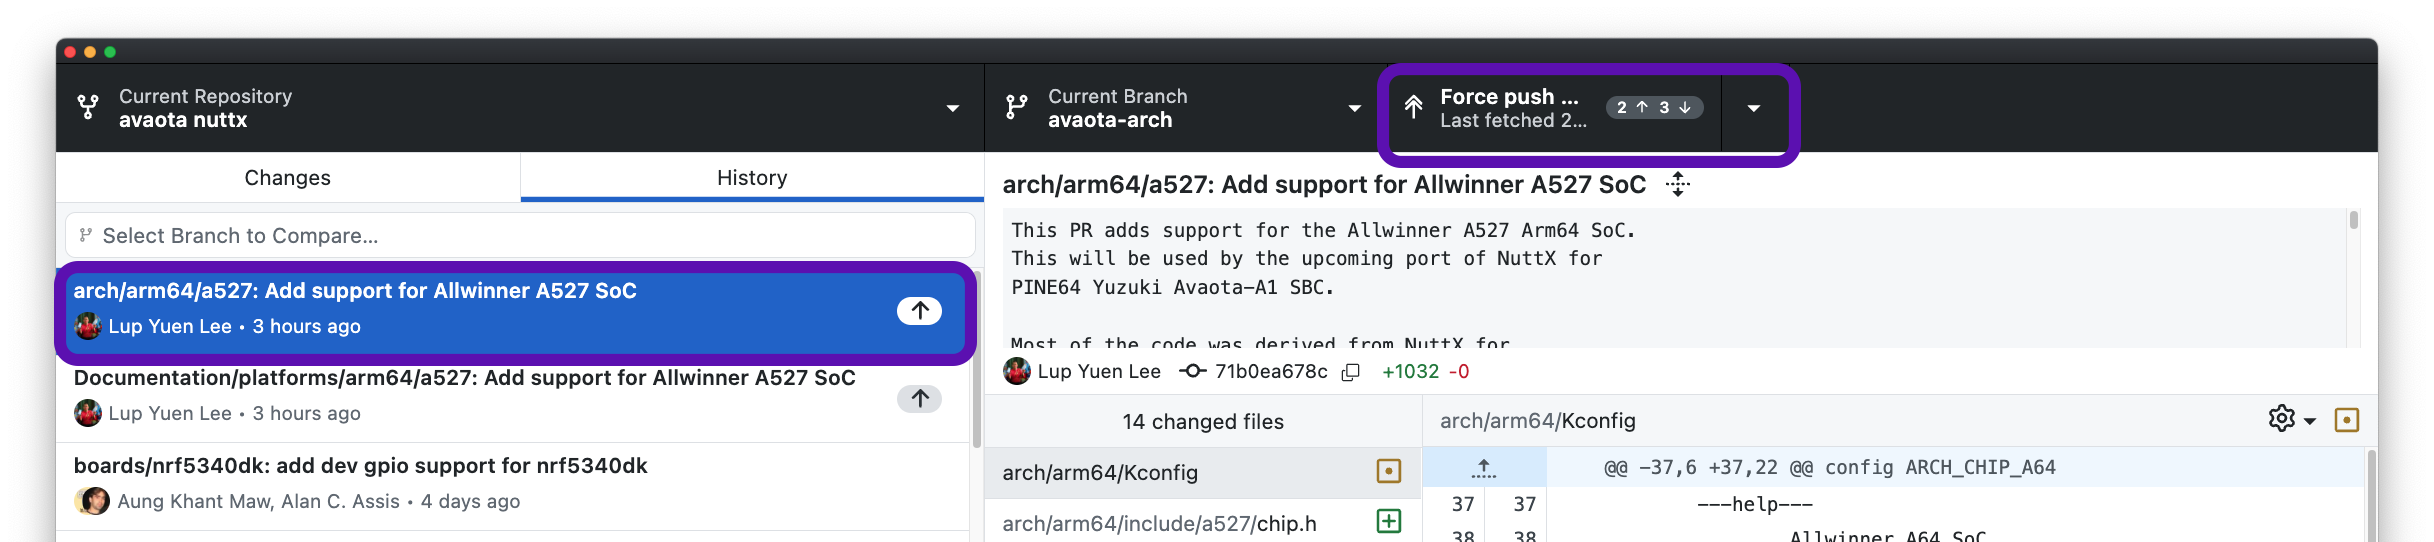 Current Repository
avaota nuttx
Current Branch
avaota-arch
Force push ...
Last fetched 2...
2 ↑ 3 ↓
Changes
History
Select Branch to Compare...
arch/arm64/a527: Add support for Allwinner A527 SoC
Lup Yuen Lee • 3 hours ago
Documentation/platforms/arm64/a527: Add support for Allwinner A527 SoC
Lup Yuen Lee • 3 hours ago
boards/nrf5340dk: add dev gpio support for nrf5340dk
Aung Khant Maw, Alan C. Assis • 4 days ago
arch/arm64/a527: Add support for Allwinner A527 SoC
This PR adds support for the Allwinner A527 Arm64 SoC.
This will be used by the upcoming port of NuttX for
PINE64 Yuzuki Avaota-A1 SBC.
Most of the code was derived from NuttX for
Lup Yuen Lee 71b0ea678c +1032 -0
14 changed files
arch/arm64/Kconfig
arch/arm64/include/a527/chip.h
arch/arm64/Kconfig
@@ -37,6 +37,22 @@ config ARCH_CHIP_A64
37 37 ---help---
38 38 Allwinner A64 SoC